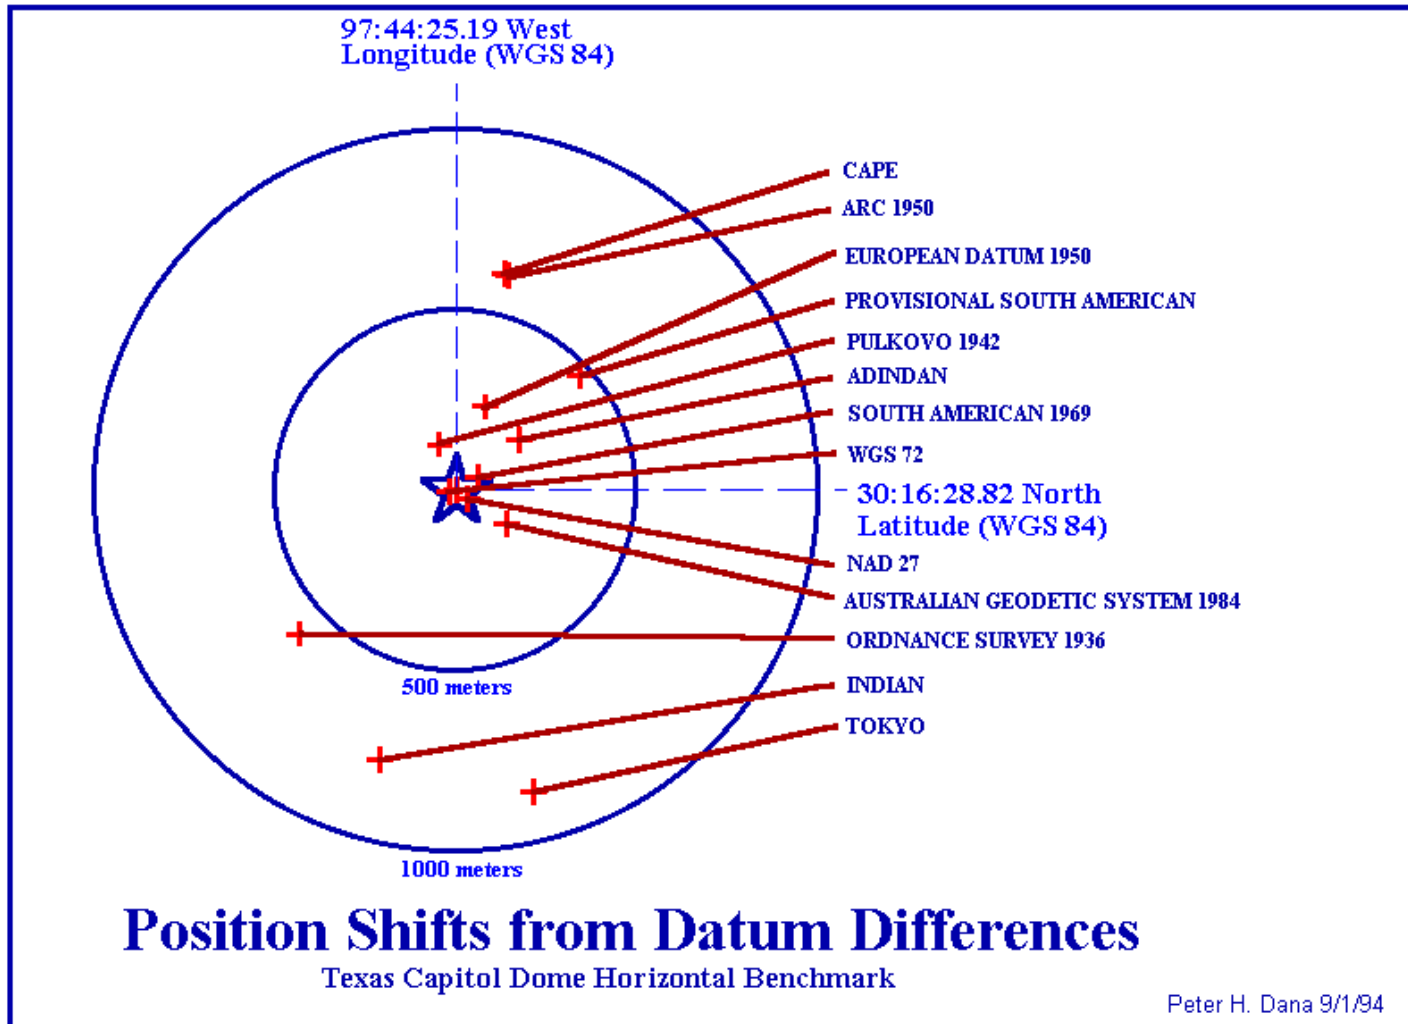 97:44:25.19 West
Longitude (WGS 84)
CAPE
ARC 1950
EUROPEAN DATUM 1950
PROVISIONAL SOUTH AMERICAN
PULKOVO 1942
ADINDAN
SOUTH AMERICAN 1969
WGS 72
30:16:28.82 North
Latitude (WGS 84)
NAD 27
AUSTRALIAN GEODETIC SYSTEM 1984
ORDNANCE SURVEY 1936
500 meters
INDIAN
TOKYO
1000 meters
Position Shifts from Datum Differences
Texas Capitol Dome Horizontal Benchmark
Peter H. Dana 9/1/94